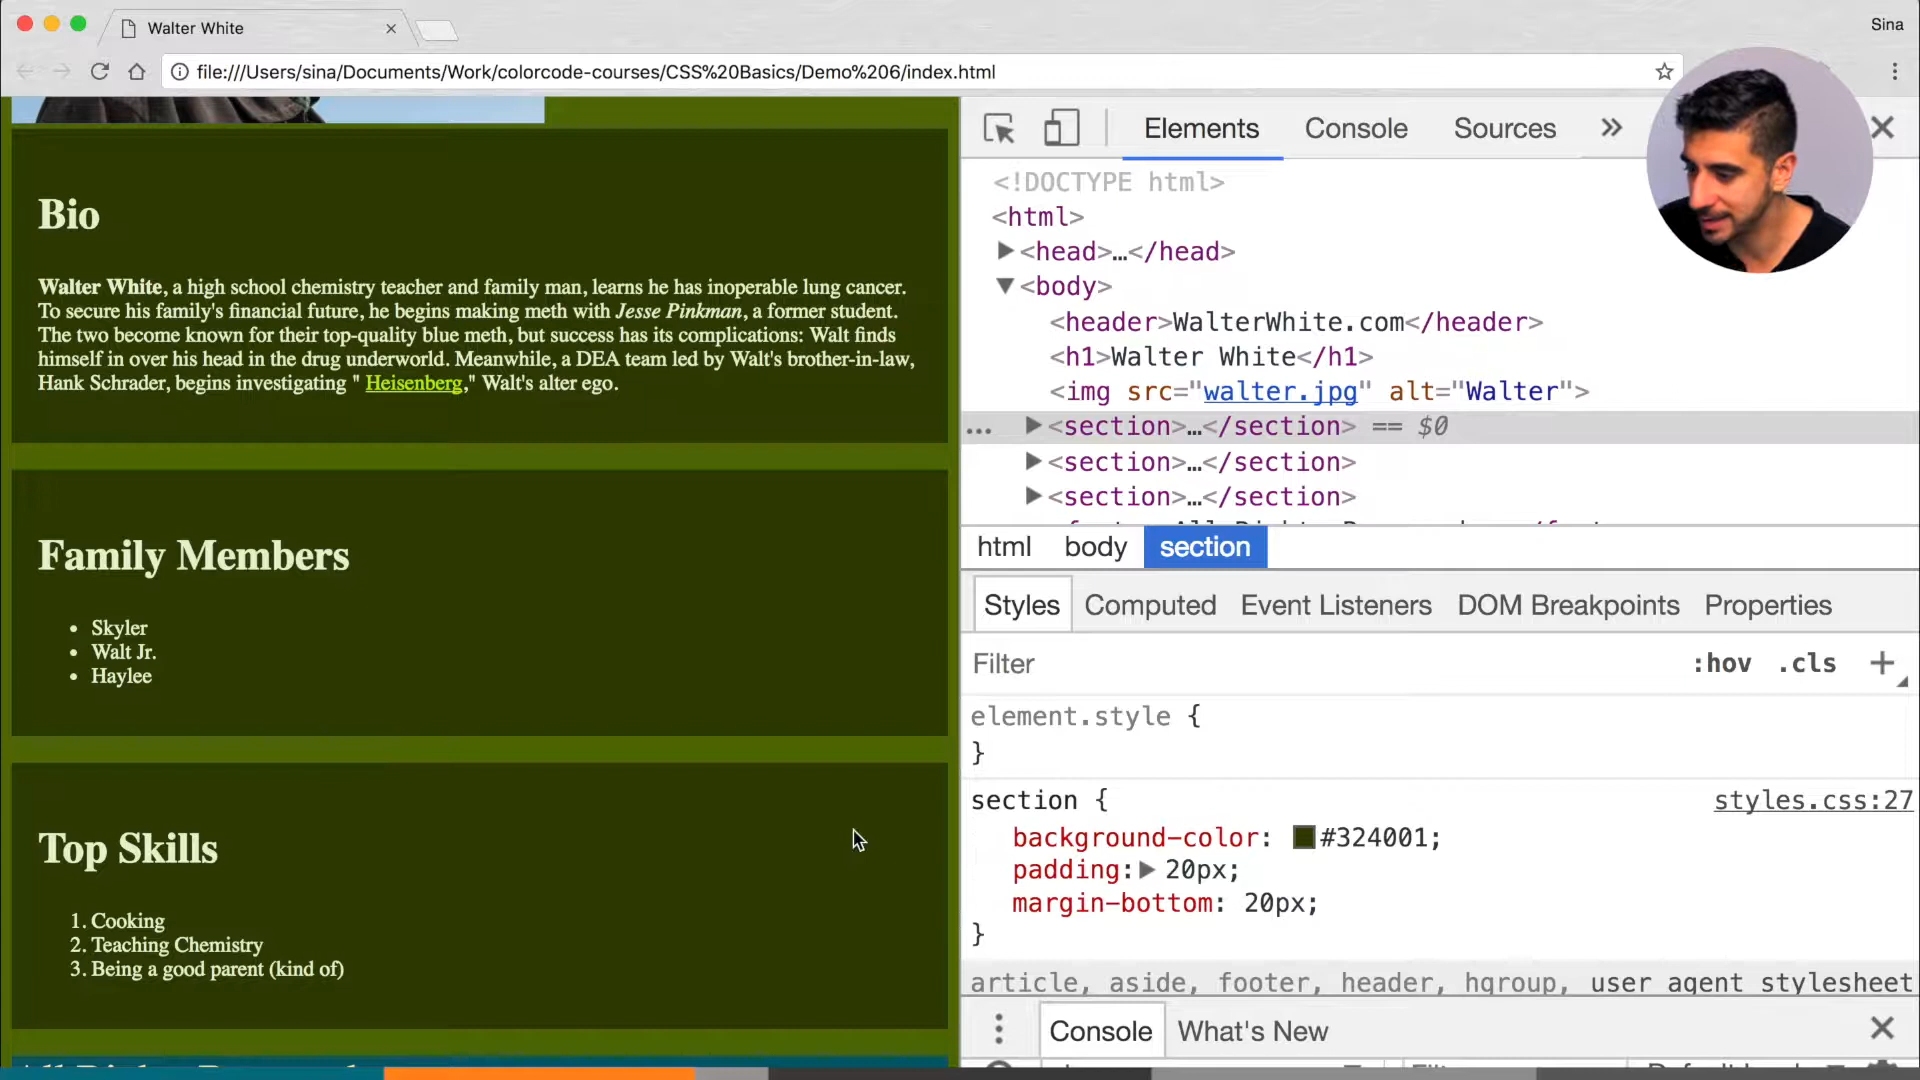 Walter White
Sina
file:///Users/sina/Documents/Work/colorcode-courses/CSS%20Basics/Demo%206/index.html
Bio
Walter White, a high school chemistry teacher and family man, learns he has inoperable lung cancer.
To secure his family's financial future, he begins making meth with Jesse Pinkman, a former student.
The two become known for their top-quality blue meth, but success has its complications: Walt finds
himself in over his head in the drug underworld. Meanwhile, a DEA team led by Walt's brother-in-law,
Hank Schrader, begins investigating " Heisenberg," Walt's alter ego.
Family Members
• Skyler
• Walt Jr.
• Haylee
Top Skills
1. Cooking
2. Teaching Chemistry
3. Being a good parent (kind of)
Elements Console Sources »
<!DOCTYPE html>
<html>
<head>…</head>
<body>
<header>WalterWhite.com</header>
<h1>Walter White</h1>
<img src="walter.jpg" alt="Walter">
… <section>…</section> == $0
<section>…</section>
<section>…</section>
html body section
Styles Computed Event Listeners DOM Breakpoints Properties
Filter :hov .cls +
element.style {
}
section { styles.css:27
background-color: #324001;
padding: 20px;
margin-bottom: 20px;
}
article, aside, footer, header, hgroup, user agent stylesheet
Console What's New